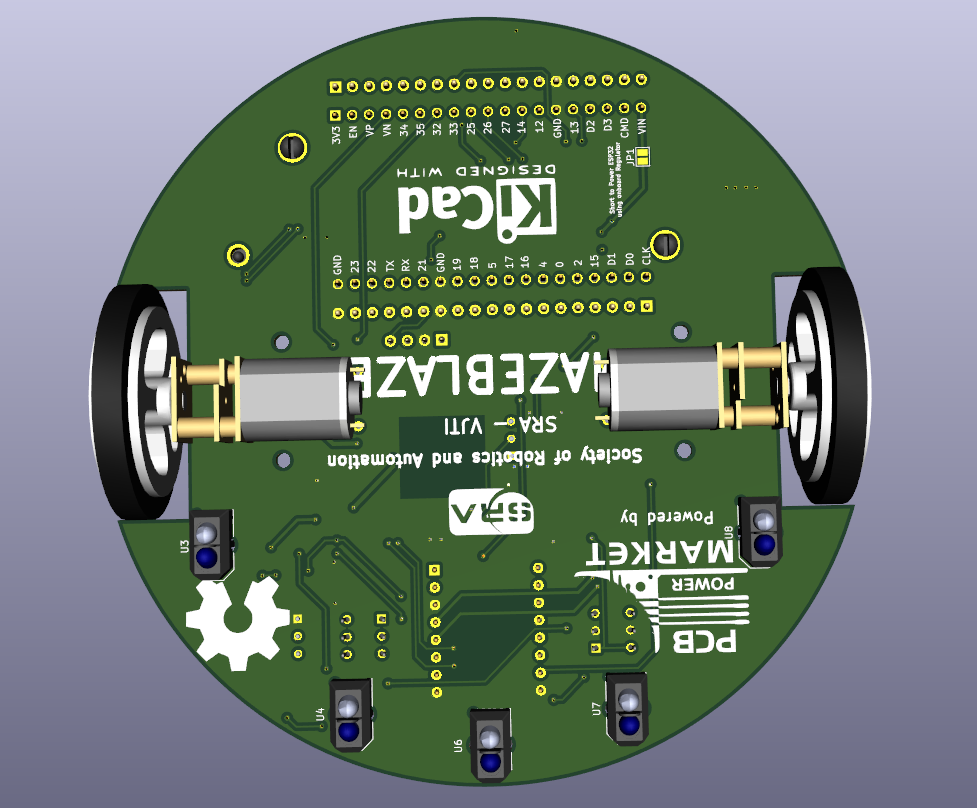 3V3 EN VP VN 34 35 32 33 25 26 27 14 12 GND 13 D2 D3 CMD VIN
JP1
Short to Power ESP32
using onboard Regulator
DESIGNED WITH
KiCad
GND 23 22 TX RX 21 GND 19 18 5 17 16 4 0 2 15 D1 D0 CLK
AZEBLAZE
SRA — VJTI
Society of Robotics and Automation
SRA
Powered by
PCB
POWER
MARKET
U3
U8
U4
U7
U6